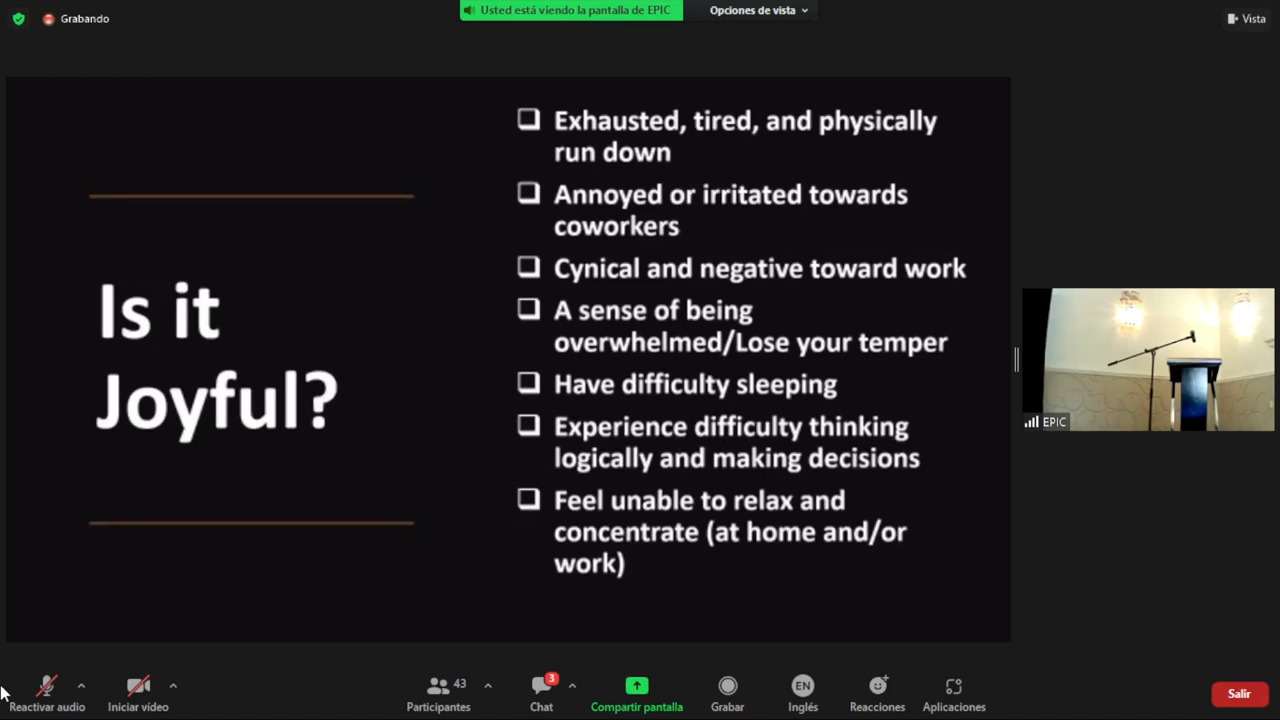 Grabando
Usted está viendo la pantalla de EPIC
Opciones de vista
Vista
Is it
Joyful?
Exhausted, tired, and physically
run down
Annoyed or irritated towards
coworkers
Cynical and negative toward work
A sense of being
overwhelmed/Lose your temper
Have difficulty sleeping
Experience difficulty thinking
logically and making decisions
Feel unable to relax and
concentrate (at home and/or
work)
EPIC
Reactivar audio
Iniciar vídeo
43
Participantes
3
Chat
Compartir pantalla
Grabar
EN
Inglés
Reacciones
Aplicaciones
Salir